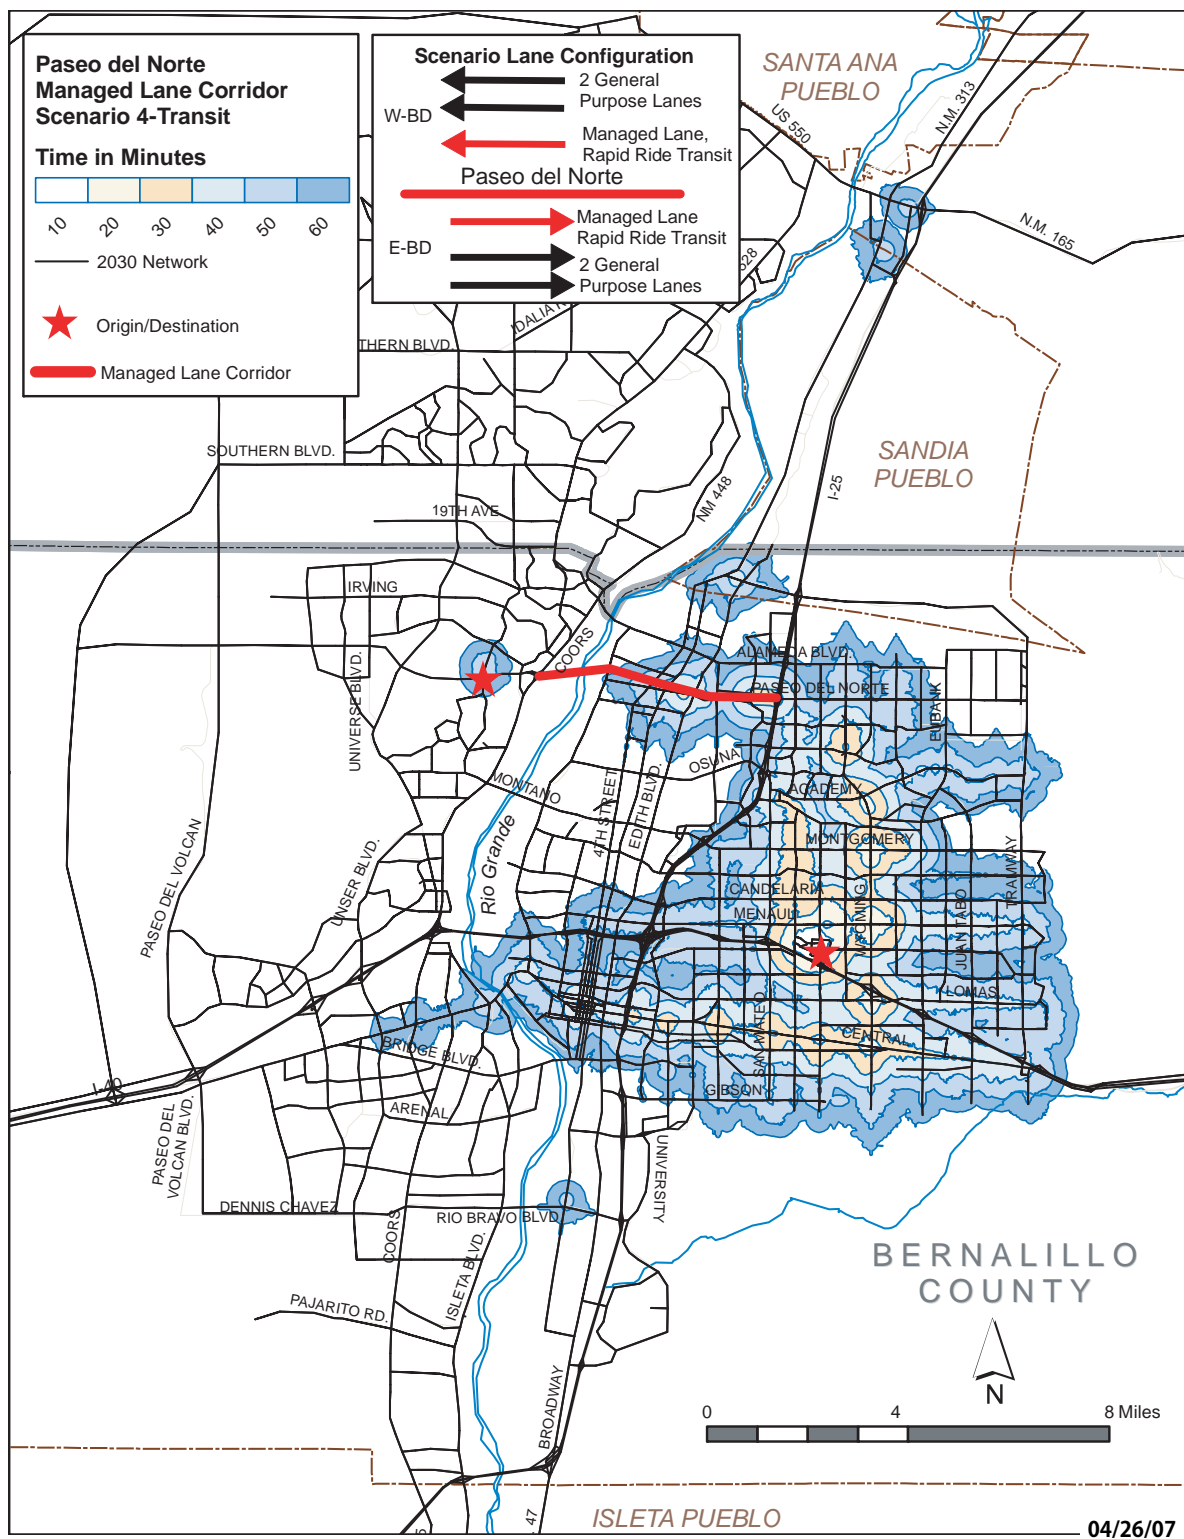 Paseo del Norte
Managed Lane Corridor
Scenario 4-Transit
Time in Minutes
10 20 30 40 50 60
2030 Network
Origin/Destination
Managed Lane Corridor
Scenario Lane Configuration
W-BD
2 General
Purpose Lanes
Managed Lane,
Rapid Ride Transit
Paseo del Norte
E-BD
Managed Lane
Rapid Ride Transit
2 General
Purpose Lanes
SANTA ANA
PUEBLO
US 550
N.M. 313
N.M. 165
528
IDALIA
THERN BLVD.
SOUTHERN BLVD.
SANDIA
PUEBLO
I-25
NM 448
19TH AVE
IRVING
COORS
ALAMEDA BLVD.
PASEO DEL NORTE
UNIVERSE BLVD.
EUBANK
OSUNA
MONTANO
ACADEMY
4TH STREET
EDITH BLVD.
Rio Grande
MONTGOMERY
PASEO DEL VOLCAN
UNSER BLVD.
CANDELARIA
WYOMING
TRAMWAY
MENAUL
JUAN TABO
LOMAS
SAN MATEO
CENTRAL
BRIDGE BLVD.
I-40
GIBSON
ARENAL
PASEO DEL
VOLCAN BLVD.
UNIVERSITY
DENNIS CHAVEZ
RIO BRAVO BLVD.
COORS
ISLETA BLVD.
BERNALILLO
COUNTY
PAJARITO RD.
N
BROADWAY
0 4 8 Miles
47
ISLETA PUEBLO
04/26/07